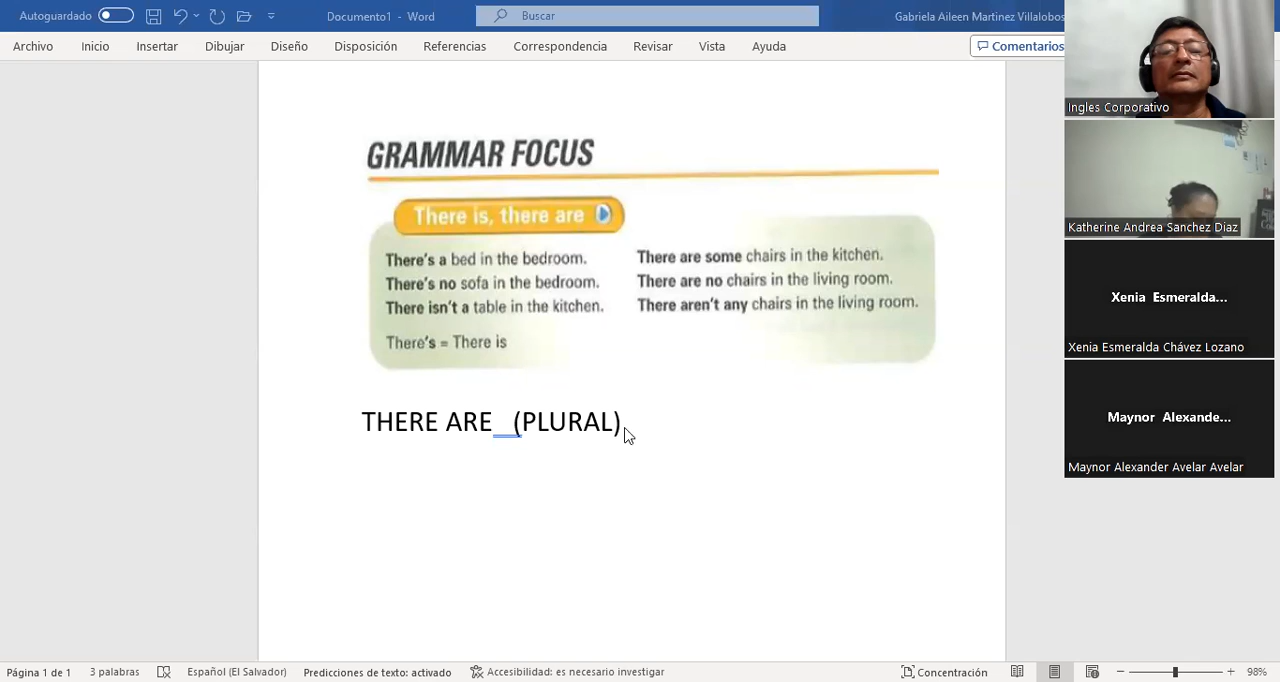 Autoguardado
Documento1 - Word
Buscar
Gabriela Aileen Martinez Villalobos
Archivo Inicio Insertar Dibujar Diseño Disposición Referencias Correspondencia Revisar Vista Ayuda
Comentarios
GRAMMAR FOCUS
There is, there are
There's a bed in the bedroom.
There's no sofa in the bedroom.
There isn't a table in the kitchen.
There's = There is
There are some chairs in the kitchen.
There are no chairs in the living room.
There aren't any chairs in the living room.
THERE ARE (PLURAL)
Ingles Corporativo
Katherine Andrea Sanchez Diaz
Xenia Esmeralda...
Xenia Esmeralda Chávez Lozano
Maynor Alexande...
Maynor Alexander Avelar Avelar
Página 1 de 1 3 palabras Español (El Salvador) Predicciones de texto: activado Accesibilidad: es necesario investigar Concentración 98%